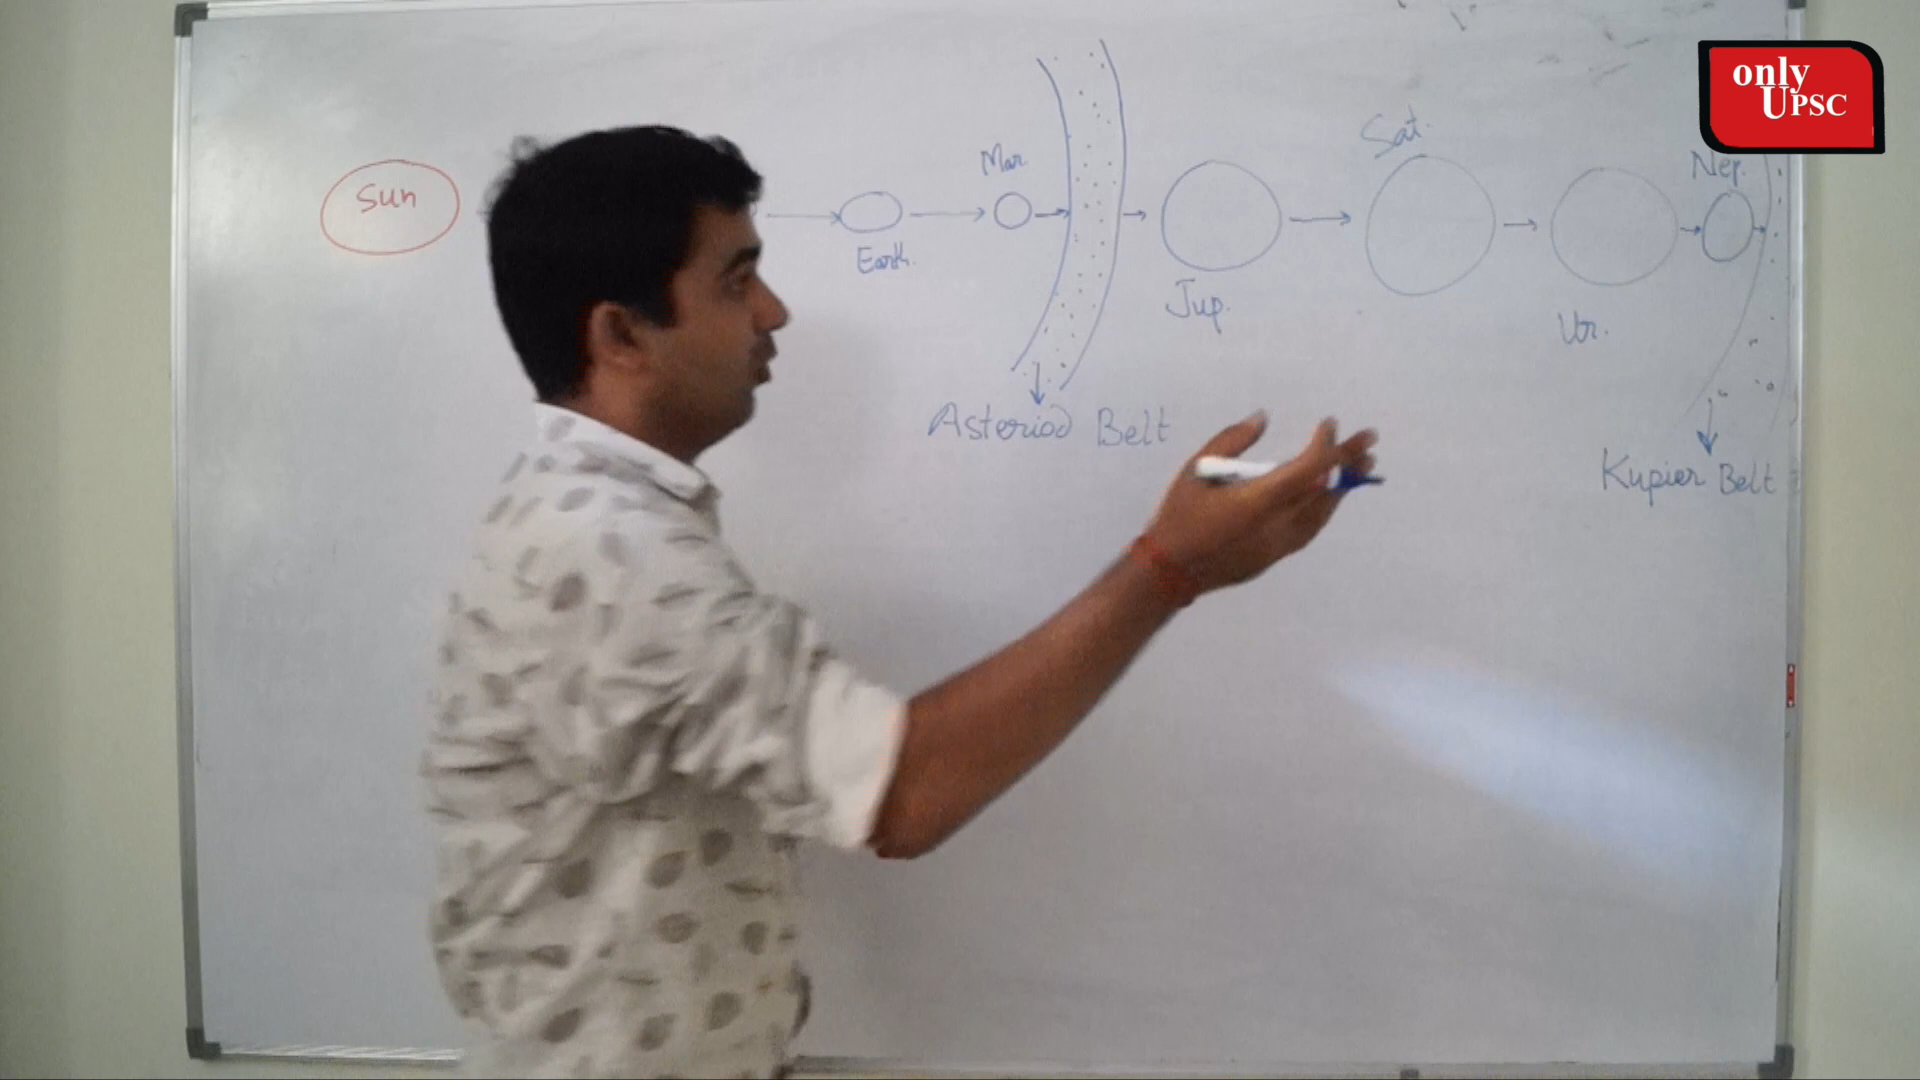 only
UPSC
Sun
Earth.
Mar.
Jup.
Sat.
Ur.
Nep.
Asteriod Belt
Kupier Belt